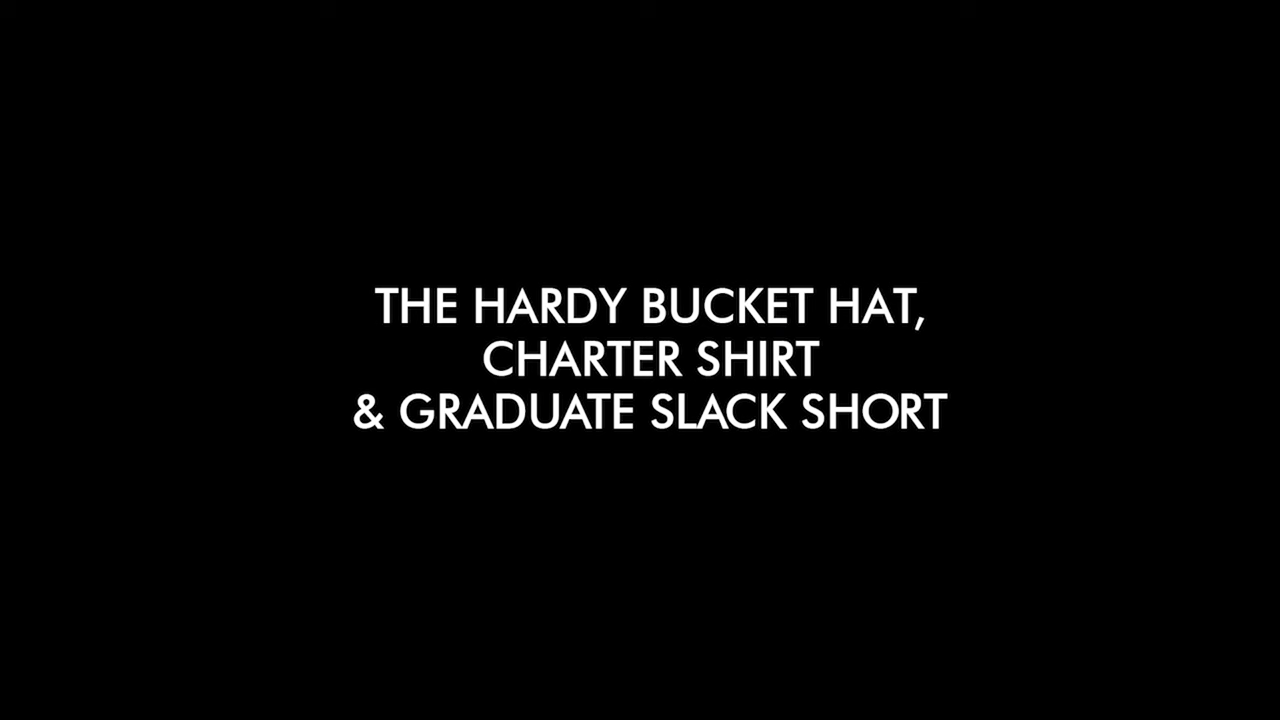 THE HARDY BUCKET HAT,
CHARTER SHIRT
& GRADUATE SLACK SHORT